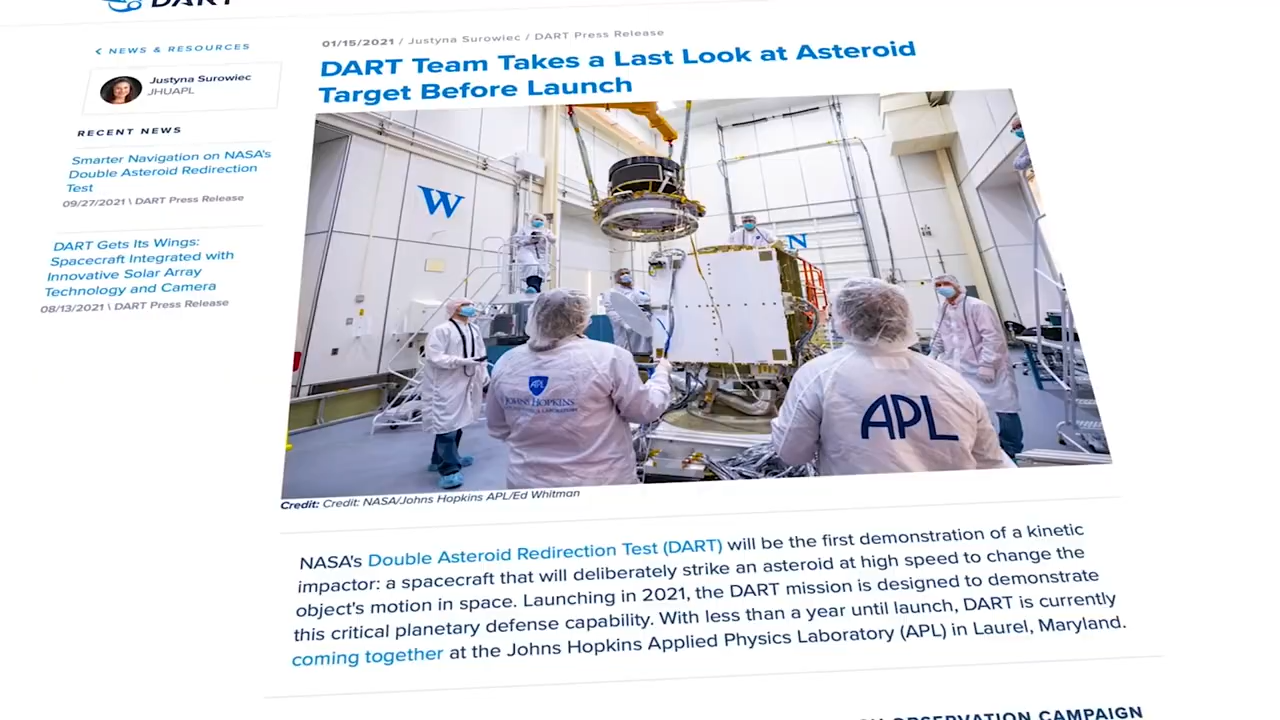 DART
NEWS & RESOURCES
Justyna Surowiec
JHUAPL
RECENT NEWS
Smarter Navigation on NASA's
Double Asteroid Redirection
Test
09/27/2021 \ DART Press Release
DART Gets Its Wings:
Spacecraft Integrated with
Innovative Solar Array
Technology and Camera
08/13/2021 \ DART Press Release
01/15/2021 / Justyna Surowiec / DART Press Release
DART Team Takes a Last Look at Asteroid
Target Before Launch
W
N
APL
JOHNS HOPKINS
APL
Credit: Credit: NASA/Johns Hopkins APL/Ed Whitman
NASA's Double Asteroid Redirection Test (DART) will be the first demonstration of a kinetic
impactor: a spacecraft that will deliberately strike an asteroid at high speed to change the
object's motion in space. Launching in 2021, the DART mission is designed to demonstrate
this critical planetary defense capability. With less than a year until launch, DART is currently
coming together at the Johns Hopkins Applied Physics Laboratory (APL) in Laurel, Maryland.
OBSERVATION CAMPAIGN